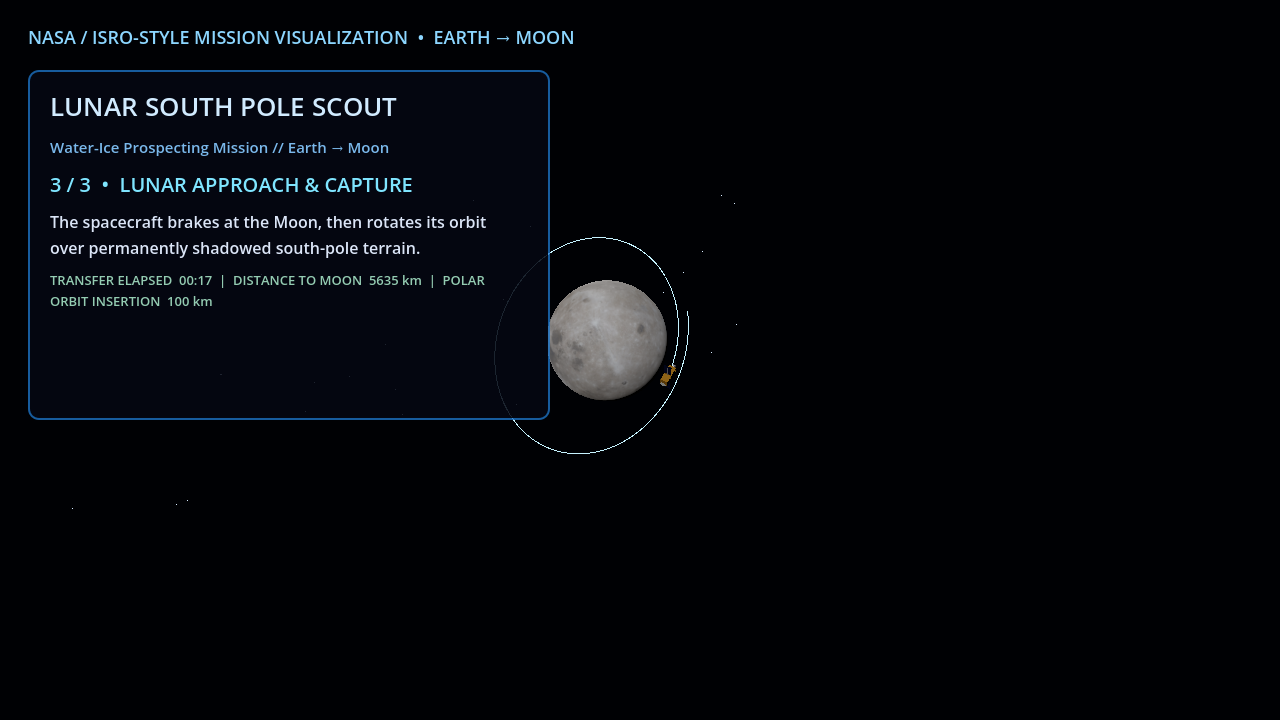 NASA / ISRO-STYLE MISSION VISUALIZATION • EARTH → MOON
LUNAR SOUTH POLE SCOUT
Water-Ice Prospecting Mission // Earth → Moon
3 / 3 • LUNAR APPROACH & CAPTURE
The spacecraft brakes at the Moon, then rotates its orbit
over permanently shadowed south-pole terrain.
TRANSFER ELAPSED 00:17 | DISTANCE TO MOON 5635 km | POLAR
ORBIT INSERTION 100 km